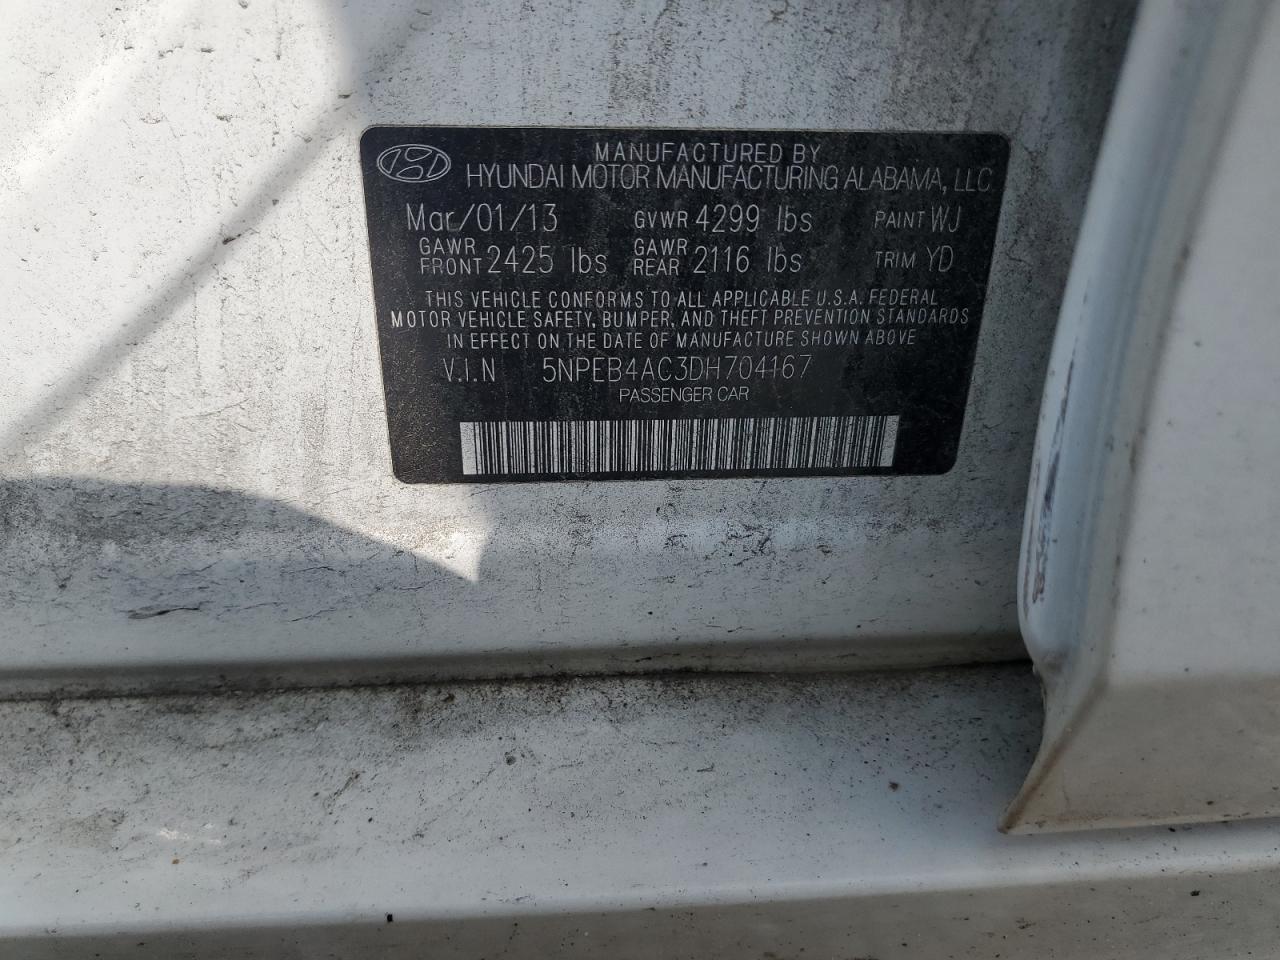 MANUFACTURED BY
HYUNDAI MOTOR MANUFACTURING ALABAMA, LLC
Mar/01/13 GVWR 4299 lbs PAINT WJ
GAWR FRONT 2425 lbs GAWR REAR 2116 lbs TRIM YD
THIS VEHICLE CONFORMS TO ALL APPLICABLE U.S.A. FEDERAL
MOTOR VEHICLE SAFETY, BUMPER, AND THEFT PREVENTION STANDARDS
IN EFFECT ON THE DATE OF MANUFACTURE SHOWN ABOVE
V.I.N 5NPEB4AC3DH704167
PASSENGER CAR